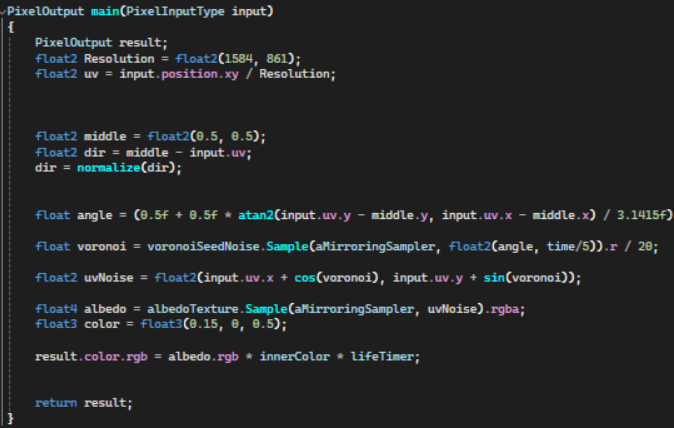 PixelOutput main(PixelInputType input)
{
PixelOutput result;
float2 Resolution = float2(1584, 861);
float2 uv = input.position.xy / Resolution;
float2 middle = float2(0.5, 0.5);
float2 dir = middle - input.uv;
dir = normalize(dir);
float angle = (0.5f + 0.5f * atan2(input.uv.y - middle.y, input.uv.x - middle.x) / 3.1415f)
float voronoi = voronoiSeedNoise.Sample(aMirroringSampler, float2(angle, time/5)).r / 20;
float2 uvNoise = float2(input.uv.x + cos(voronoi), input.uv.y + sin(voronoi));
float4 albedo = albedoTexture.Sample(aMirroringSampler, uvNoise).rgba;
float3 color = float3(0.15, 0, 0.5);
result.color.rgb = albedo.rgb * innerColor * lifeTimer;
return result;
}